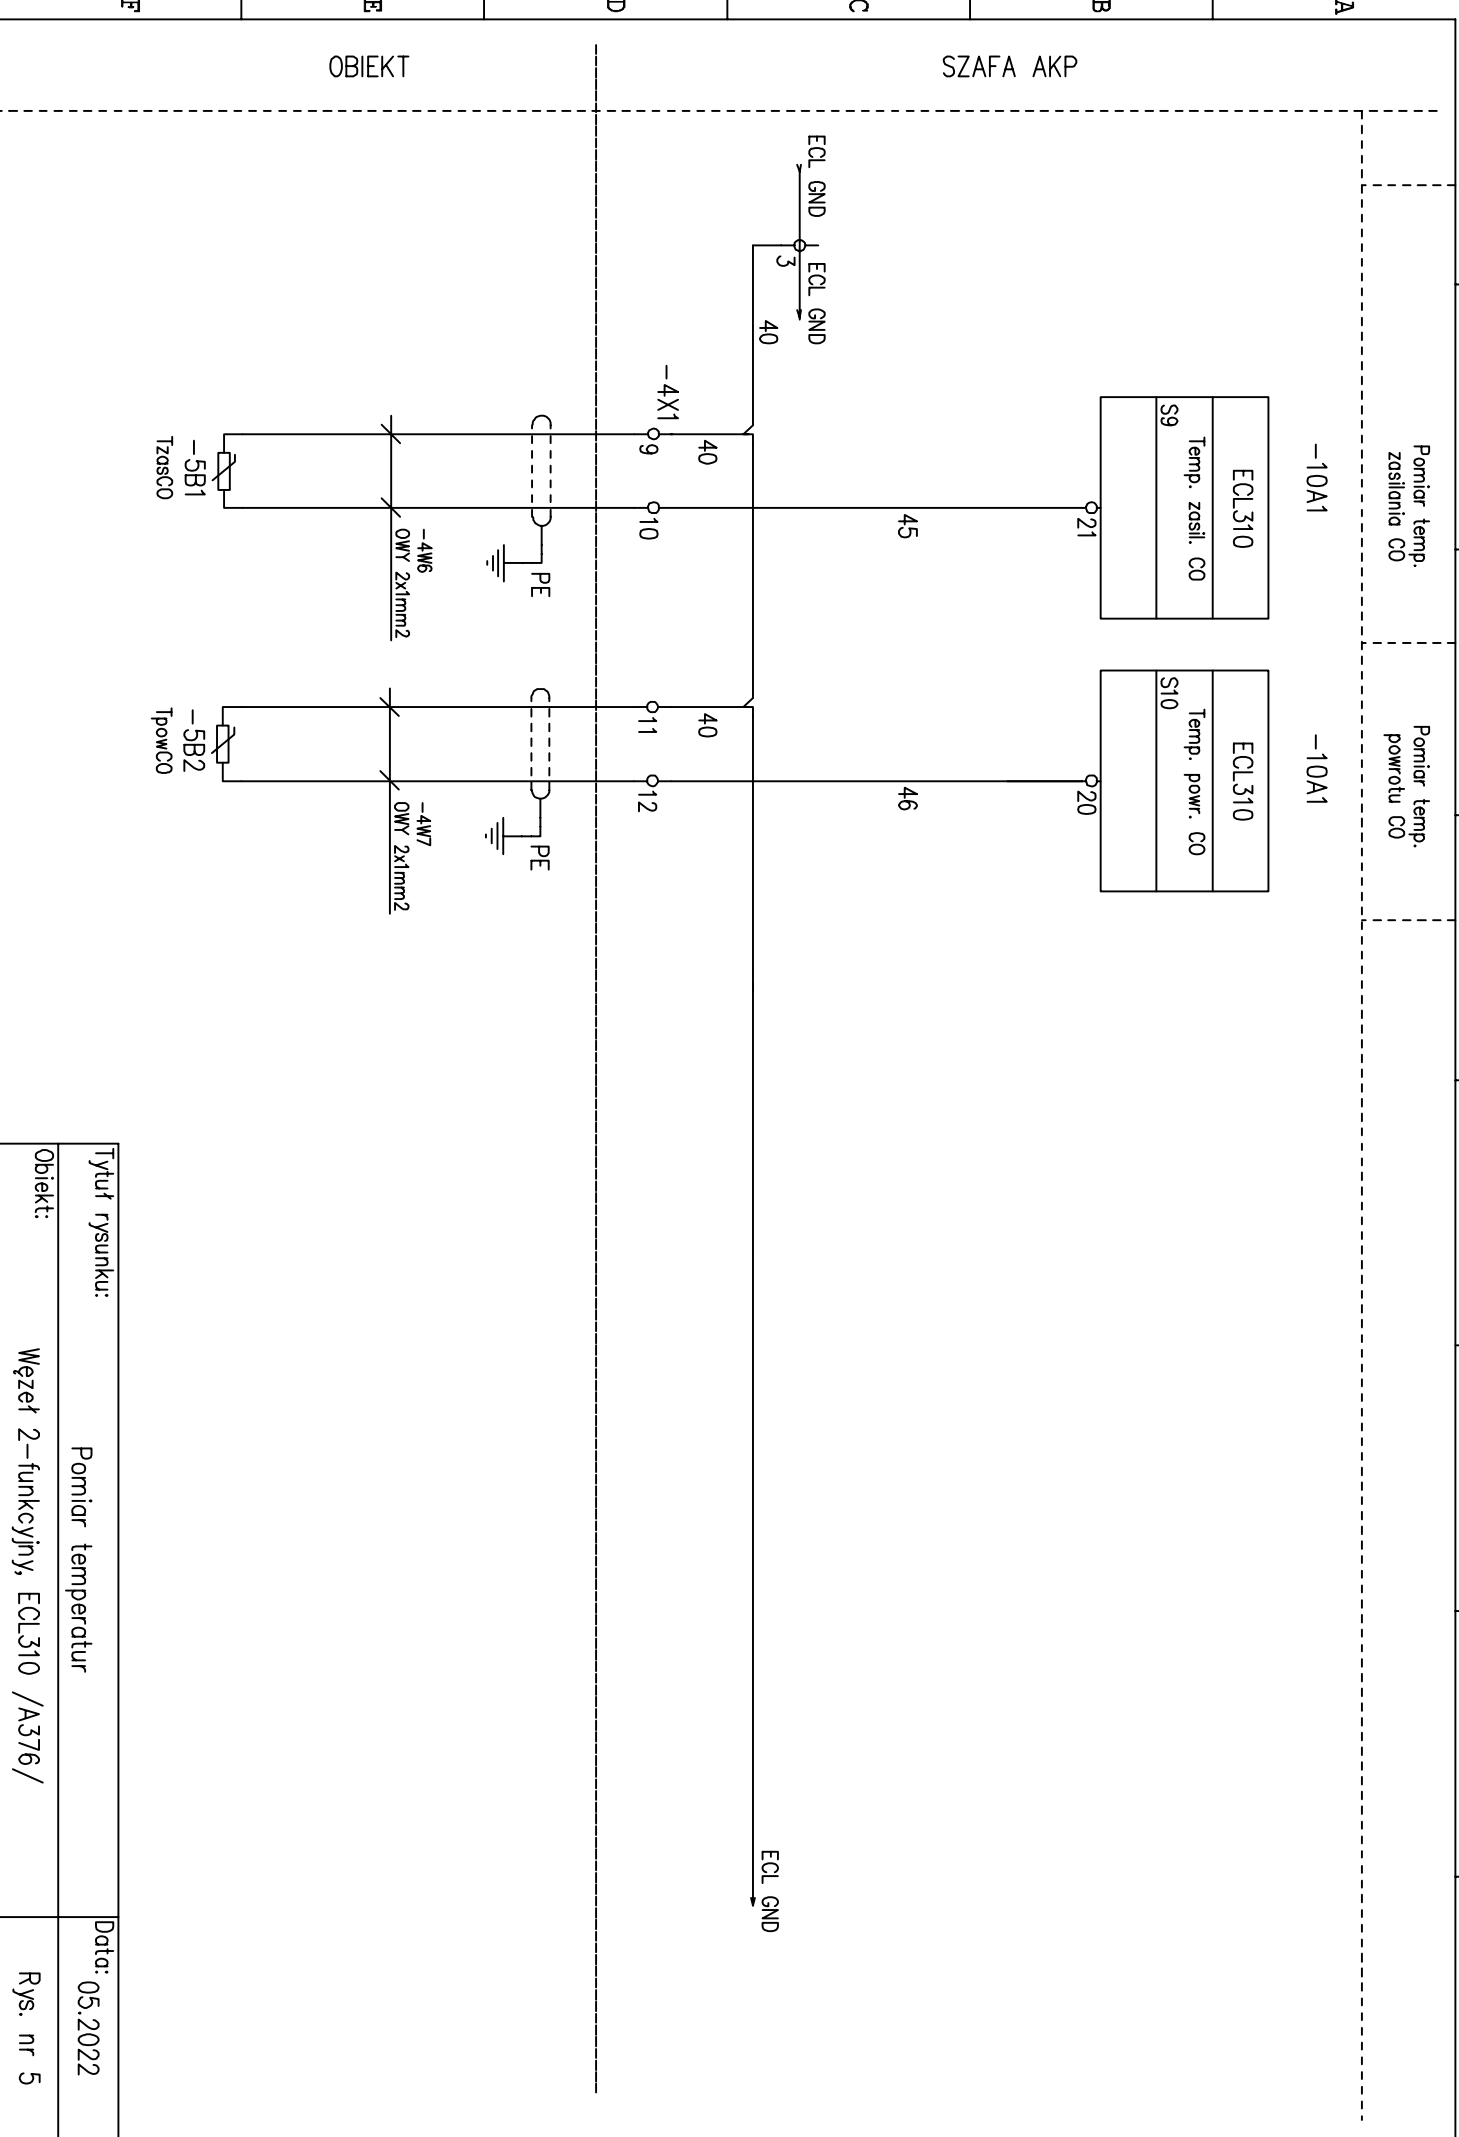 A
B
C
D
E
F
SZAFA AKP
OBIEKT
Pomiar temp.
zasilania CO
Pomiar temp.
powrotu CO
-10A1
-10A1
ECL310
Temp. zasil. CO
S9
21
ECL310
Temp. powr. CO
S10
20
ECL GND
ECL GND
3
40
45
46
40
40
ECL GND
-4X1
9
10
11
12
PE
PE
-4W6
OWY 2x1mm2
-4W7
OWY 2x1mm2
-5B1
TzasCO
-5B2
TpowCO
Tytuł rysunku:
Pomiar temperatur
Data: 05.2022
Obiekt:
Węzeł 2-funkcyjny, ECL310 /A376/
Rys. nr 5